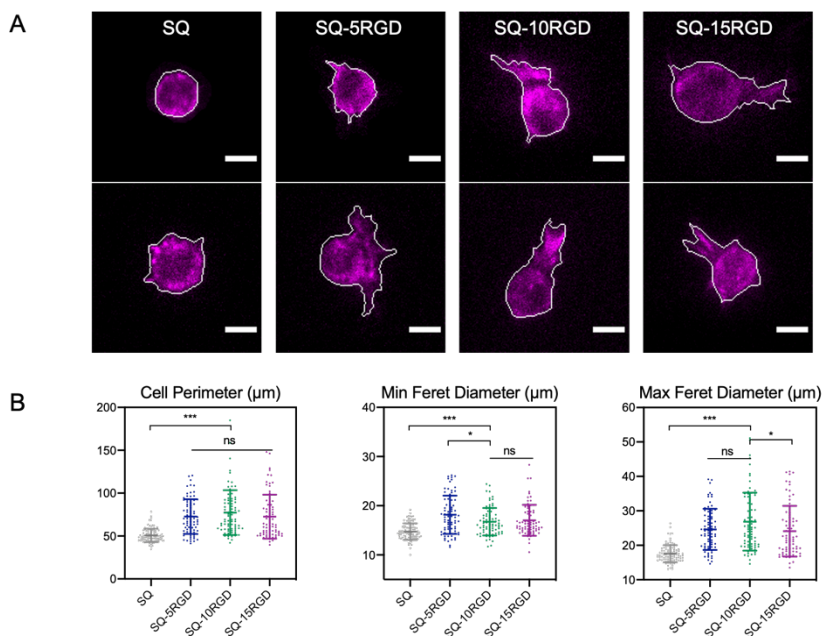 A
SQ SQ-5RGD SQ-10RGD SQ-15RGD
B
Cell Perimeter (µm)
200
150
100
50
0
***
ns
SQ
SQ-5RGD
SQ-10RGD
SQ-15RGD
Min Feret Diameter (µm)
40
30
20
10
***
*
ns
SQ
SQ-5RGD
SQ-10RGD
SQ-15RGD
Max Feret Diameter (µm)
60
50
40
30
20
10
***
*
ns
SQ
SQ-5RGD
SQ-10RGD
SQ-15RGD